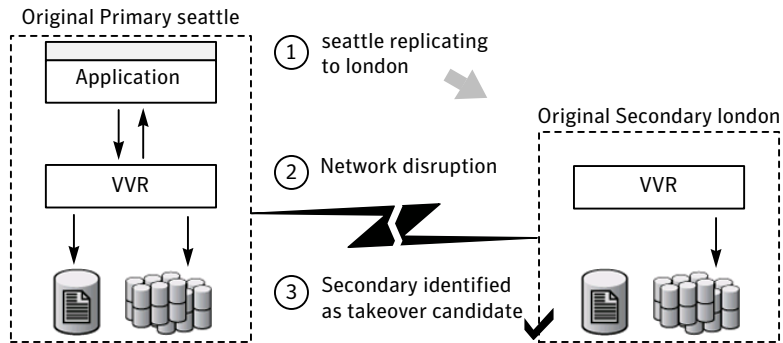 Original Primary seattle
Application
VVR
1
seattle replicating
to london
2
Network disruption
3
Secondary identified
as takeover candidate
Original Secondary london
VVR